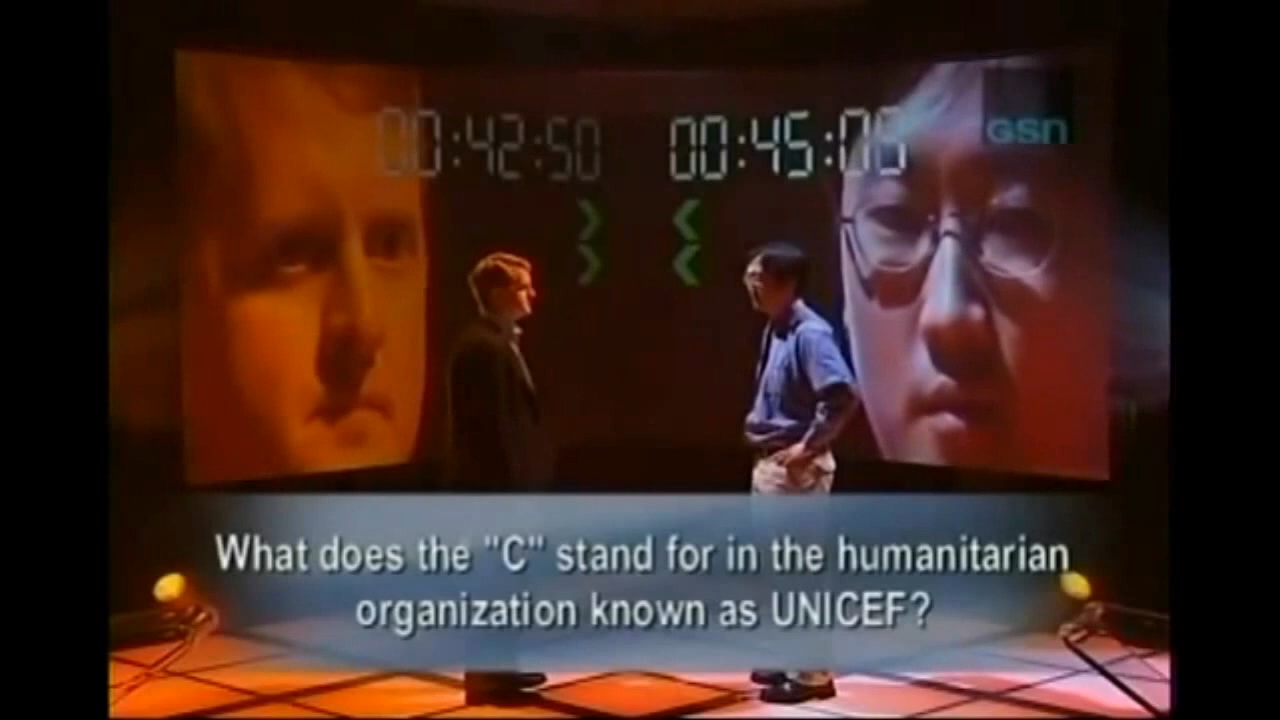 00:42:50 00:45:06
GSN
What does the "C" stand for in the humanitarian
organization known as UNICEF?